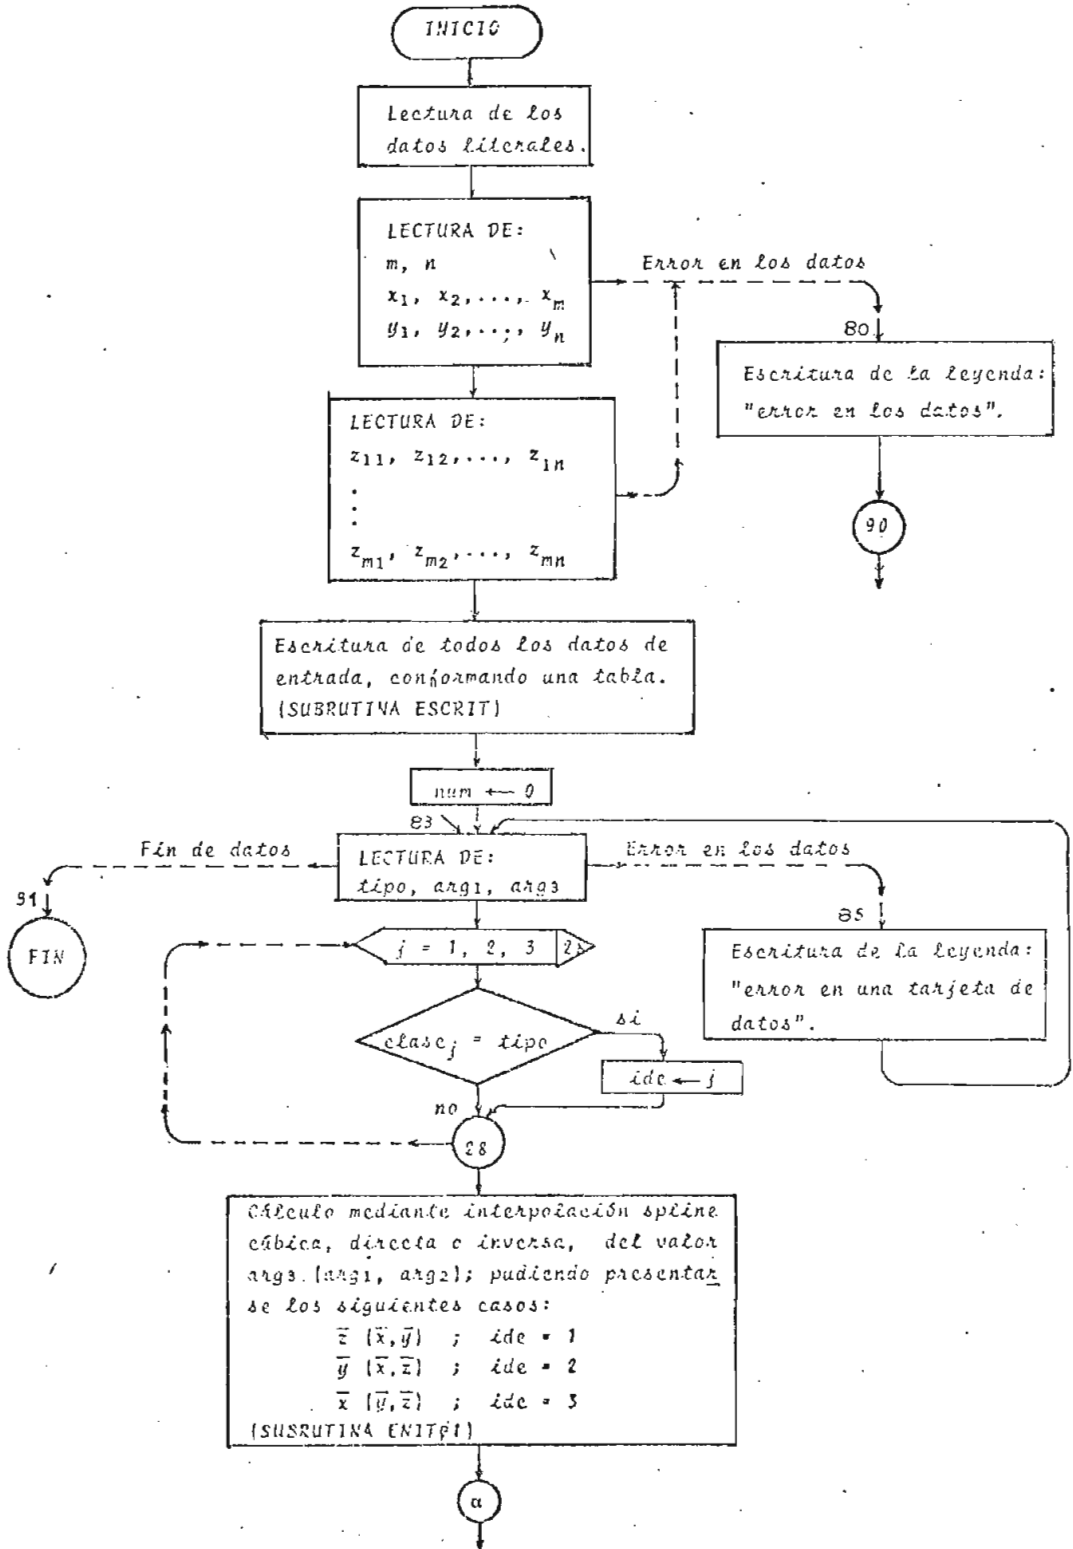 INICIO
Lectura de los
datos literales.
LECTURA DE:
m, n
x1, x2,..., xm
y1, y2,..., yn
Error en los datos
80
Escritura de la leyenda:
"error en los datos".
90
LECTURA DE:
z11, z12,..., z1n
.
.
zm1, zm2,..., zmn
Escritura de todos los datos de
entrada, conformando una tabla.
(SUBRUTINA ESCRIT)
num ← 0
83
Fin de datos
LECTURA DE:
tipo, arg1, arg3
Error en los datos
91
FIN
85
Escritura de la leyenda:
"error en una tarjeta de
datos".
j = 1, 2, 3
clasej = tipo
si
ide ← j
no
28
Cálculo mediante interpolación spline
cúbica, directa o inversa, del valor
arg3 (arg1, arg2); pudiendo presentar
se los siguientes casos:
z̅ (x̅,y̅) ; ide = 1
y̅ (x̅,z̅) ; ide = 2
x̅ (y̅,z̅) ; ide = 3
(SUBRUTINA
α